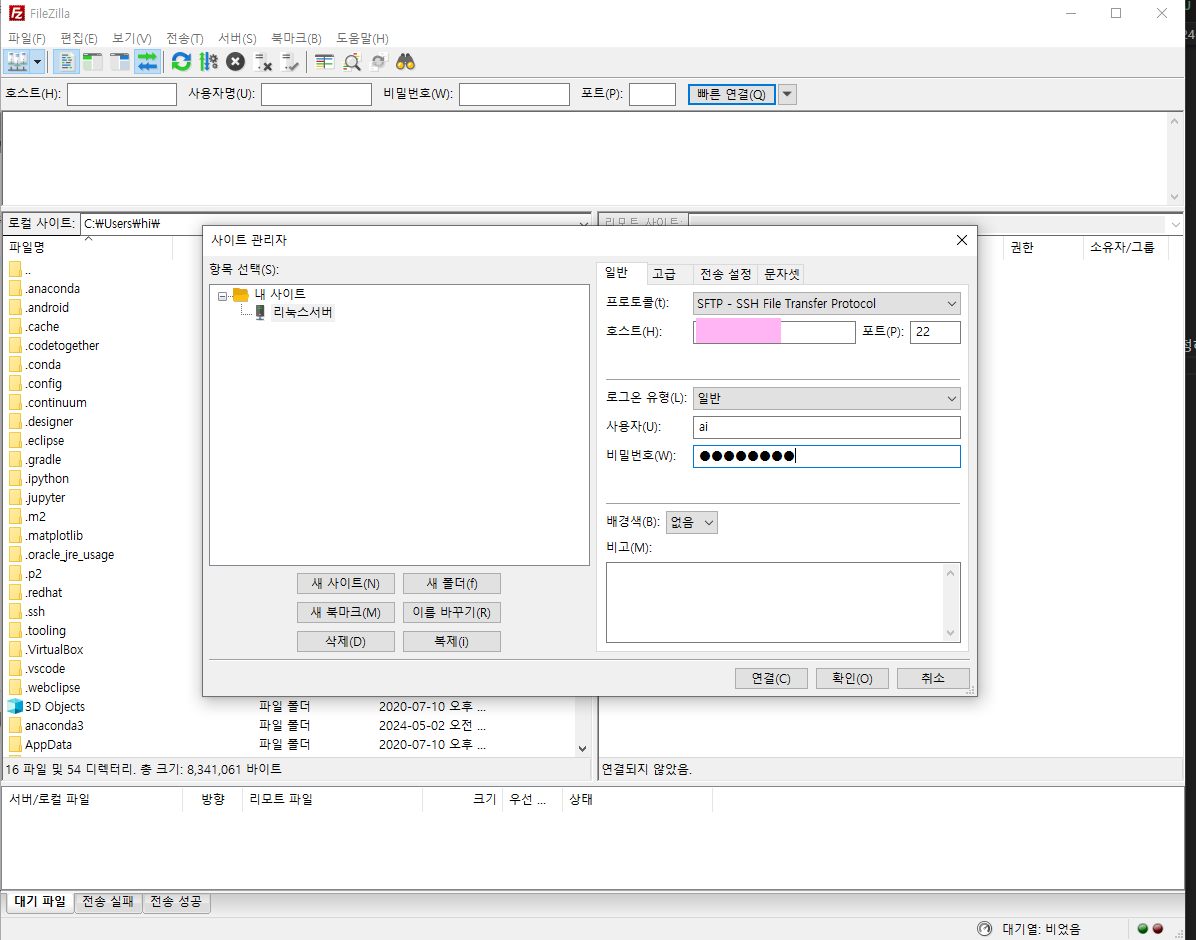 FileZilla
파일(F) 편집(E) 보기(V) 전송(T) 서버(S) 북마크(B) 도움말(H)
호스트(H): 사용자명(U): 비밀번호(W): 포트(P): 빠른 연결(Q)
로컬 사이트: C:₩Users₩hi₩
리모트 사이트:
파일명
권한 소유자/그룹
..
.anaconda
.android
.cache
.codetogether
.conda
.config
.continuum
.designer
.eclipse
.gradle
.ipython
.jupyter
.m2
.matplotlib
.oracle_jre_usage
.p2
.redhat
.ssh
.tooling
.VirtualBox
.vscode
.webclipse
3D Objects 파일 폴더 2020-07-10 오후 ...
anaconda3 파일 폴더 2024-05-02 오전 ...
AppData 파일 폴더 2020-07-10 오후 ...
16 파일 및 54 디렉터리. 총 크기: 8,341,061 바이트
연결되지 않았음.
사이트 관리자
항목 선택(S):
내 사이트
리눅스서버
새 사이트(N) 새 폴더(f)
새 북마크(M) 이름 바꾸기(R)
삭제(D) 복제(i)
일반 고급 전송 설정 문자셋
프로토콜(t): SFTP - SSH File Transfer Protocol
호스트(H): 포트(P): 22
로그온 유형(L): 일반
사용자(U): ai
비밀번호(W): ●●●●●●●●
배경색(B): 없음
비고(M):
연결(C) 확인(O) 취소
서버/로컬 파일 방향 리모트 파일 크기 우선 ... 상태
대기 파일 전송 실패 전송 성공
대기열: 비었음